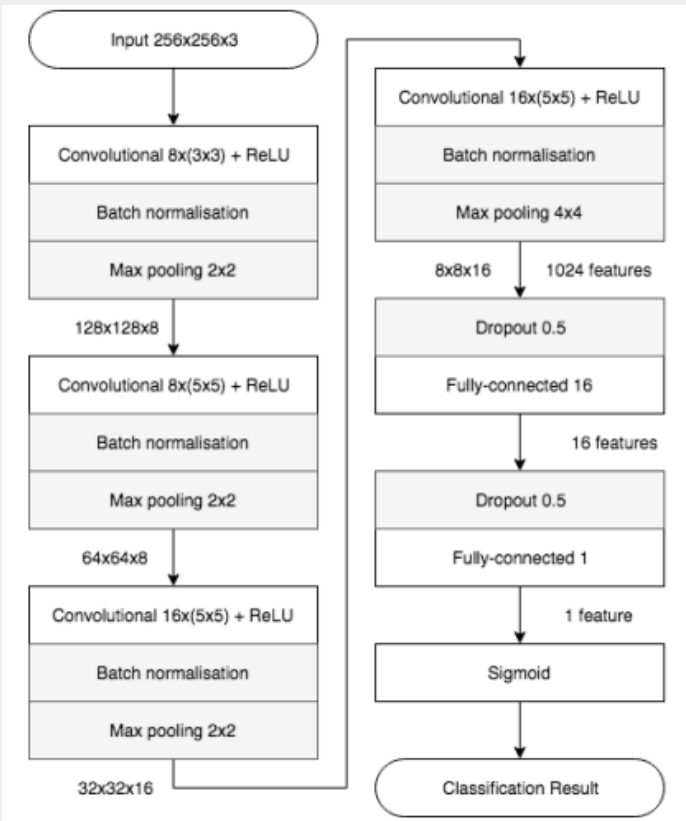 Input 256x256x3
Convolutional 8x(3x3) + ReLU
Batch normalisation
Max pooling 2x2
128x128x8
Convolutional 8x(5x5) + ReLU
Batch normalisation
Max pooling 2x2
64x64x8
Convolutional 16x(5x5) + ReLU
Batch normalisation
Max pooling 2x2
32x32x16
Convolutional 16x(5x5) + ReLU
Batch normalisation
Max pooling 4x4
8x8x16 1024 features
Dropout 0.5
Fully-connected 16
16 features
Dropout 0.5
Fully-connected 1
1 feature
Sigmoid
Classification Result